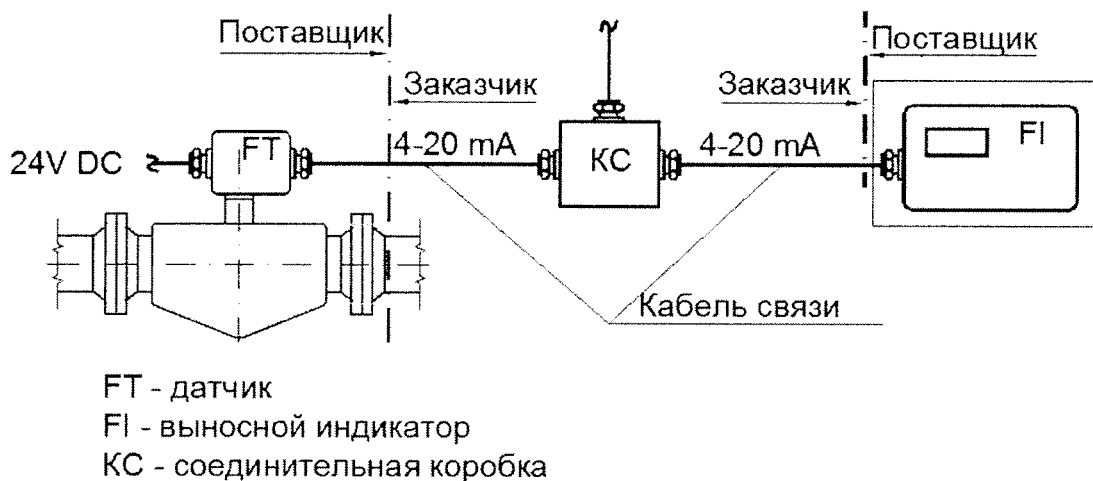 Поставщик
Поставщик
Заказчик
Заказчик
24V DC
FT
4-20 mA
КС
4-20 mA
FI
Кабель связи
FT - датчик
FI - выносной индикатор
КС - соединительная коробка